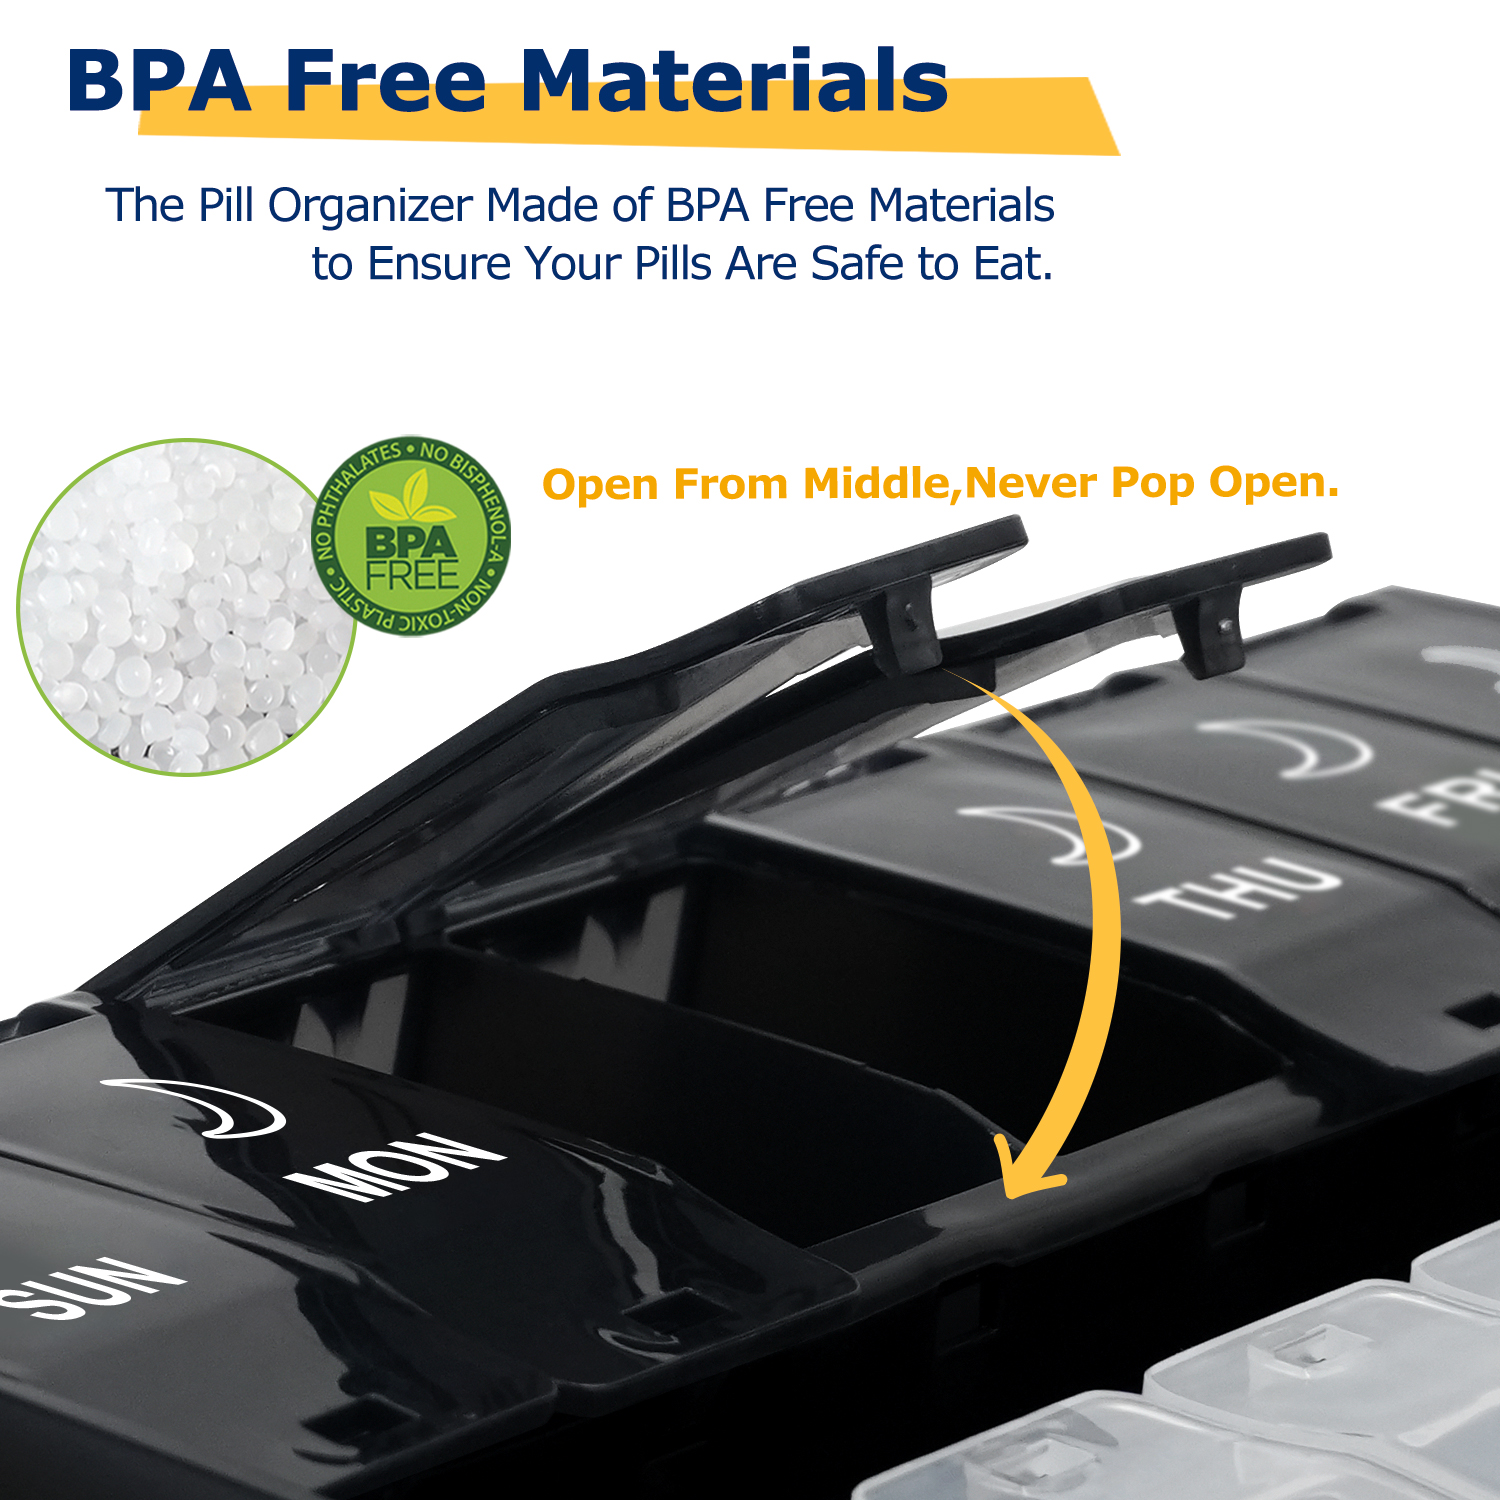 BPA Free Materials
The Pill Organizer Made of BPA Free Materials
to Ensure Your Pills Are Safe to Eat.
Open From Middle,Never Pop Open.
NO PHTHALATES • NO BISPHENOL-A • NON-TOXIC PLASTIC •
BPA
FREE
FRI
THU
MON
SUN